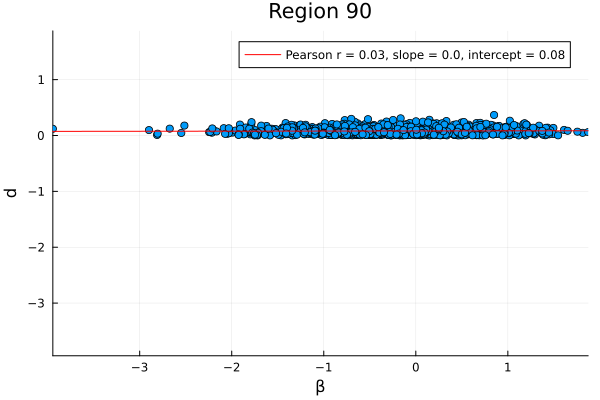 Region 90
Pearson r = 0.03, slope = 0.0, intercept = 0.08
1
0
−1
−2
−3
d
−3
−2
−1
0
1
β